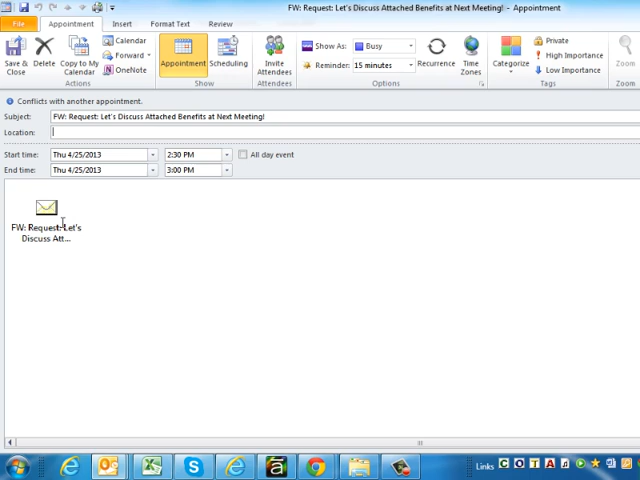 FW: Request: Let's Discuss Attached Benefits at Next Meeting! - Appointment
File Appointment Insert Format Text Review
Save & Close
Delete
Copy to My Calendar
Calendar
Forward
OneNote
Actions
Appointment
Scheduling
Show
Invite Attendees
Attendees
Show As: Busy
Reminder: 15 minutes
Recurrence
Time Zones
Options
Categorize
Private
High Importance
Low Importance
Tags
Zoom
Zoom
Conflicts with another appointment.
Subject: FW: Request: Let's Discuss Attached Benefits at Next Meeting!
Location:
Start time: Thu 4/25/2013 2:30 PM All day event
End time: Thu 4/25/2013 3:00 PM
FW: Request: Let's
Discuss Att...
Links C O T A